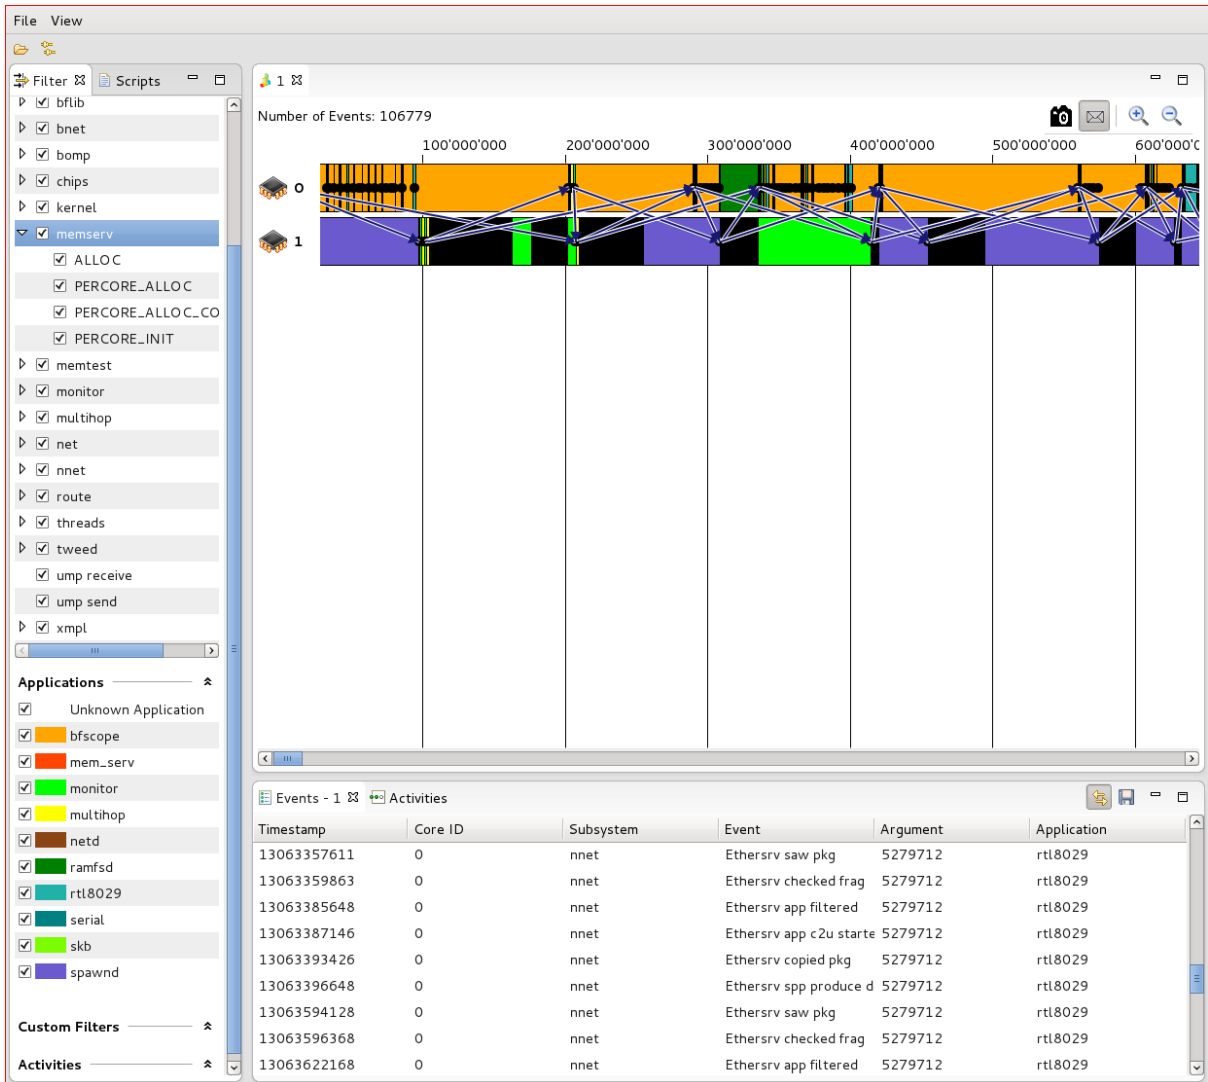 File View
Filter Scripts
bflib
bnet
bomp
chips
kernel
memserv
ALLOC
PERCORE_ALLOC
PERCORE_ALLOC_CO
PERCORE_INIT
memtest
monitor
multihop
net
nnet
route
threads
tweed
ump receive
ump send
xmpl
Applications
Unknown Application
bfscope
mem_serv
monitor
multihop
netd
ramfsd
rtl8029
serial
skb
spawnd
Custom Filters
Activities
1
Number of Events: 106779
100'000'000 200'000'000 300'000'000 400'000'000 500'000'000 600'000'0
0
1
Events - 1 Activities
Timestamp Core ID Subsystem Event Argument Application
13063357611 0 nnet Ethersrv saw pkg 5279712 rtl8029
13063359863 0 nnet Ethersrv checked frag 5279712 rtl8029
13063385648 0 nnet Ethersrv app filtered 5279712 rtl8029
13063387146 0 nnet Ethersrv app c2u starte 5279712 rtl8029
13063393426 0 nnet Ethersrv copied pkg 5279712 rtl8029
13063396648 0 nnet Ethersrv spp produce d 5279712 rtl8029
13063594128 0 nnet Ethersrv saw pkg 5279712 rtl8029
13063596368 0 nnet Ethersrv checked frag 5279712 rtl8029
13063622168 0 nnet Ethersrv app filtered 5279712 rtl8029